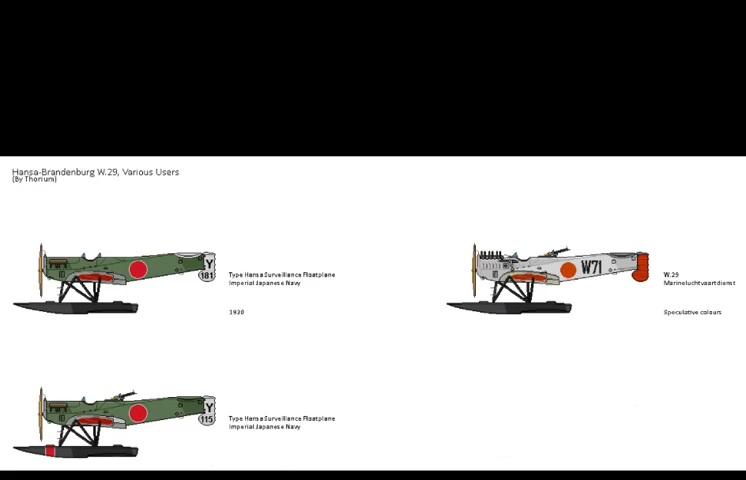 Hansa-Brandenburg W.29, Various Users
(By Thorium)
Y
181
Type Hansa Surveillance Floatplane
Imperial Japanese Navy
1920
W71
W.29
Marineluchtvaartdienst
Speculative colours
Y
115
Type Hansa Surveillance Floatplane
Imperial Japanese Navy